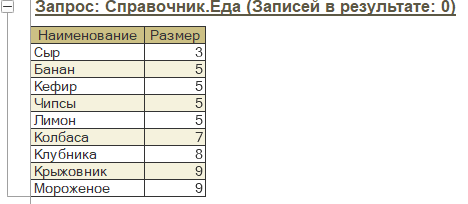 Запрос: Справочник.Еда (Записей в результате: 0)
Наименование Размер
Сыр 3
Банан 5
Кефир 5
Чипсы 5
Лимон 5
Колбаса 7
Клубника 8
Крыжовник 9
Мороженое 9